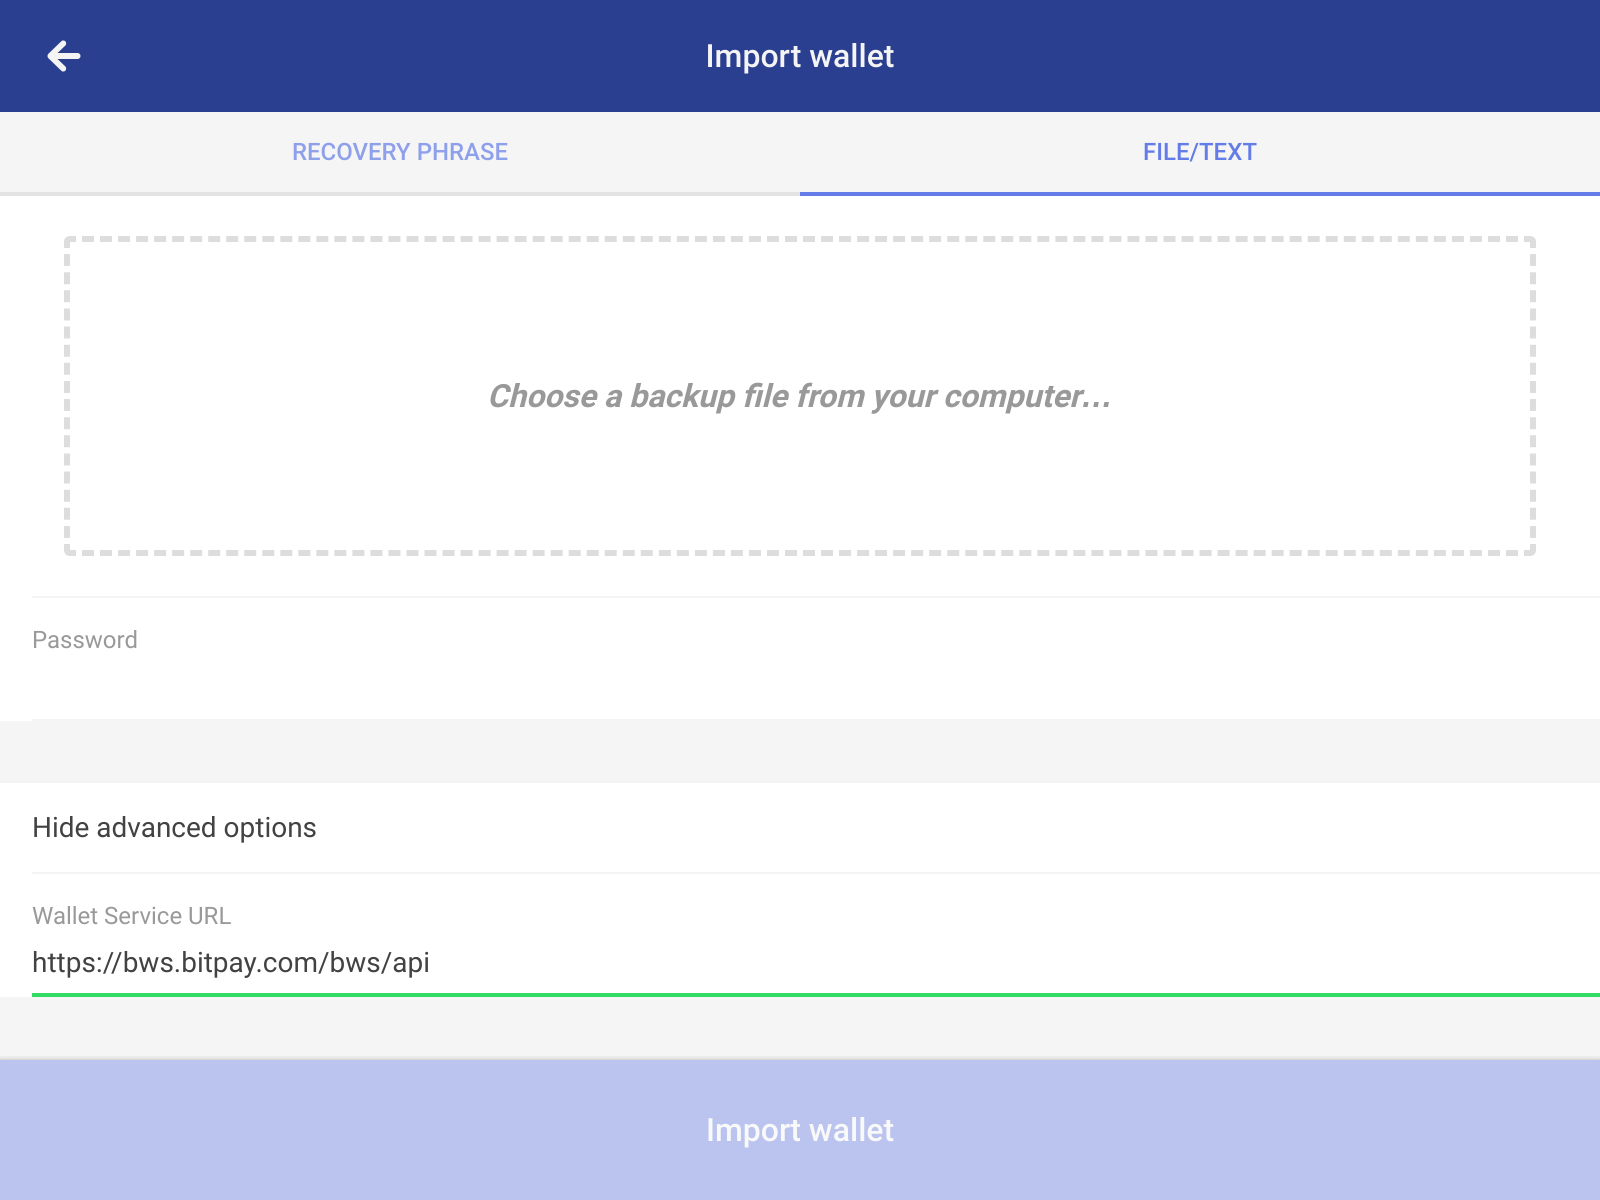 Import wallet
RECOVERY PHRASE
FILE/TEXT
Choose a backup file from your computer...
Password
Hide advanced options
Wallet Service URL
https://bws.bitpay.com/bws/api
Import wallet